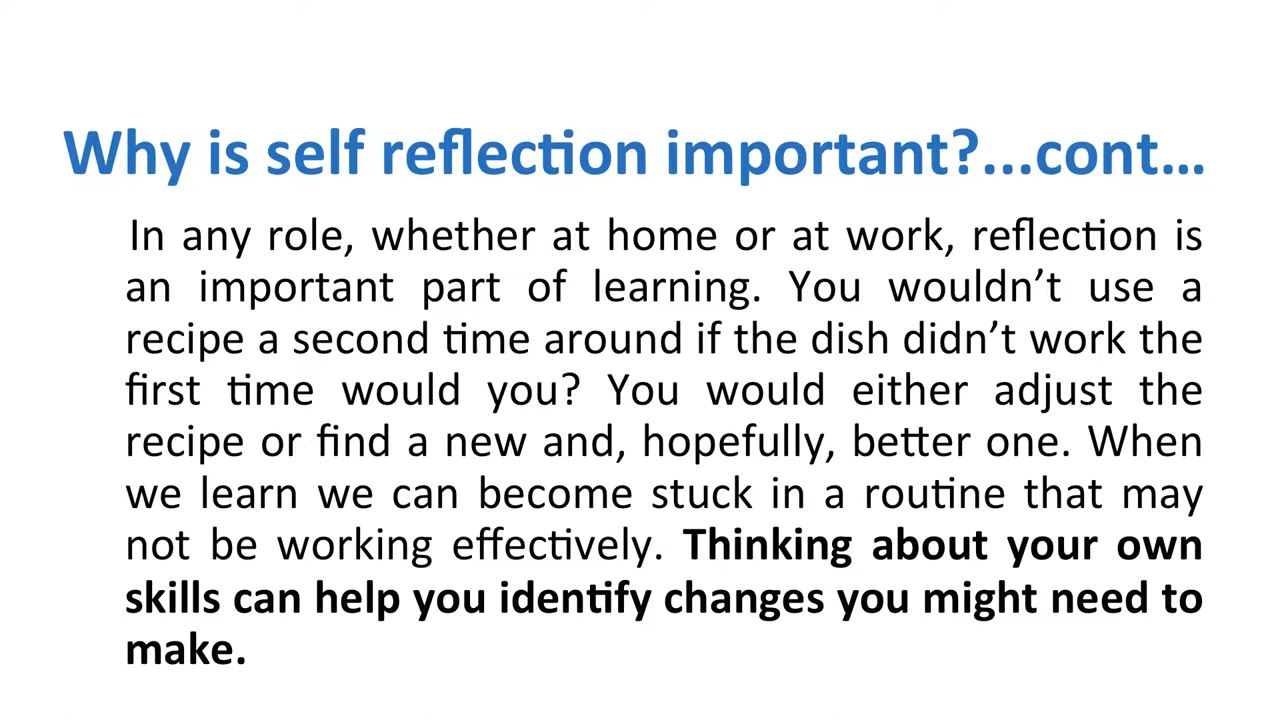 Why is self reflection important?...cont...
In any role, whether at home or at work, reflection is
an important part of learning. You wouldn’t use a
recipe a second time around if the dish didn’t work the
first time would you? You would either adjust the
recipe or find a new and, hopefully, better one. When
we learn we can become stuck in a routine that may
not be working effectively. Thinking about your own
skills can help you identify changes you might need to
make.